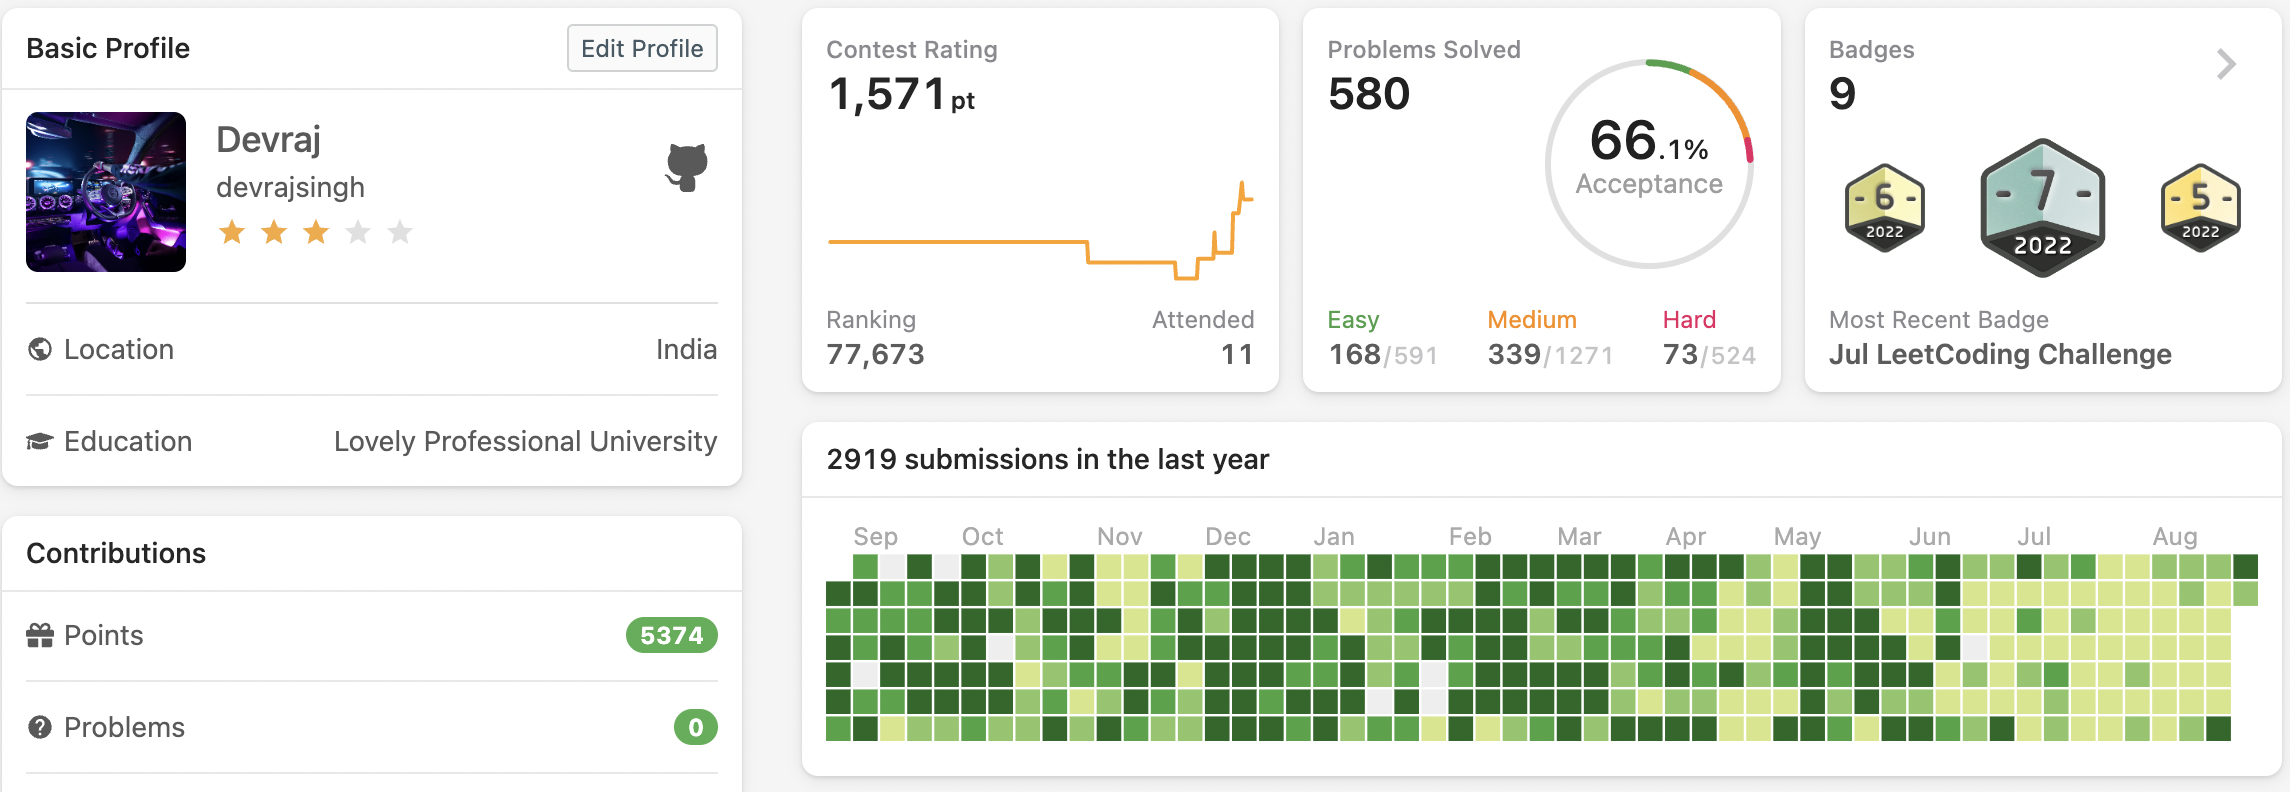 Basic Profile
Edit Profile
Devraj
devrajsingh
Location
India
Education
Lovely Professional University
Contributions
Points
5374
Problems
0
Contest Rating
1,571 pt
Ranking
Attended
77,673
11
Problems Solved
580
66.1%
Acceptance
Easy
Medium
Hard
168/591
339/1271
73/524
Badges
9
- 6 -
2022
- 7 -
2022
- 5 -
2022
Most Recent Badge
Jul LeetCoding Challenge
2919 submissions in the last year
Sep Oct Nov Dec Jan Feb Mar Apr May Jun Jul Aug